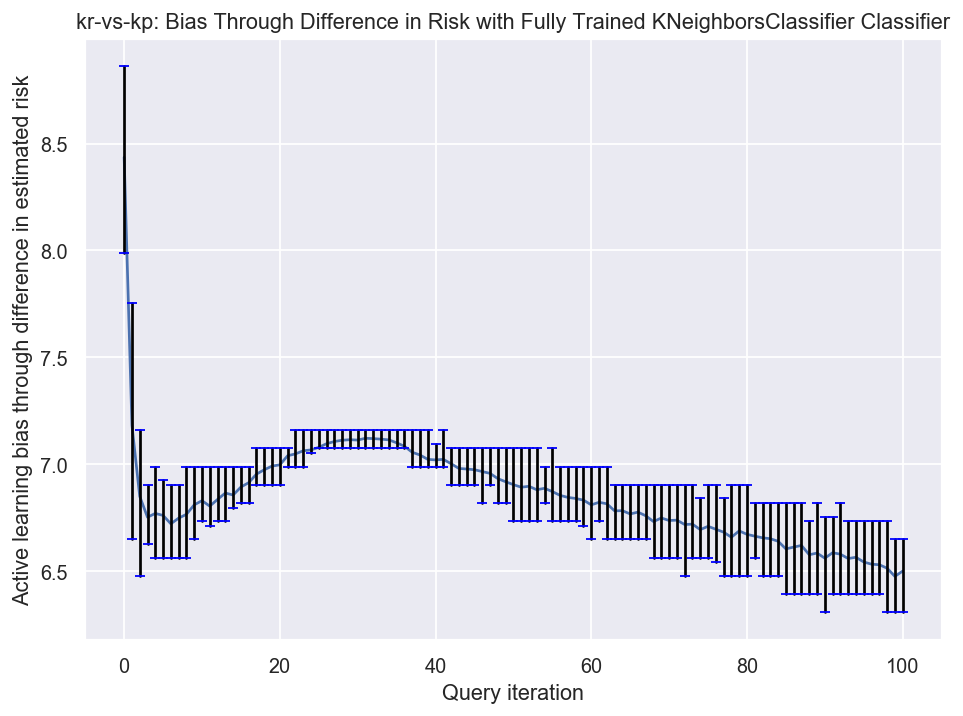 kr-vs-kp: Bias Through Difference in Risk with Fully Trained KNeighborsClassifier Classifier
Active learning bias through difference in estimated risk
8.5
8.0
7.5
7.0
6.5
0 20 40 60 80 100
Query iteration